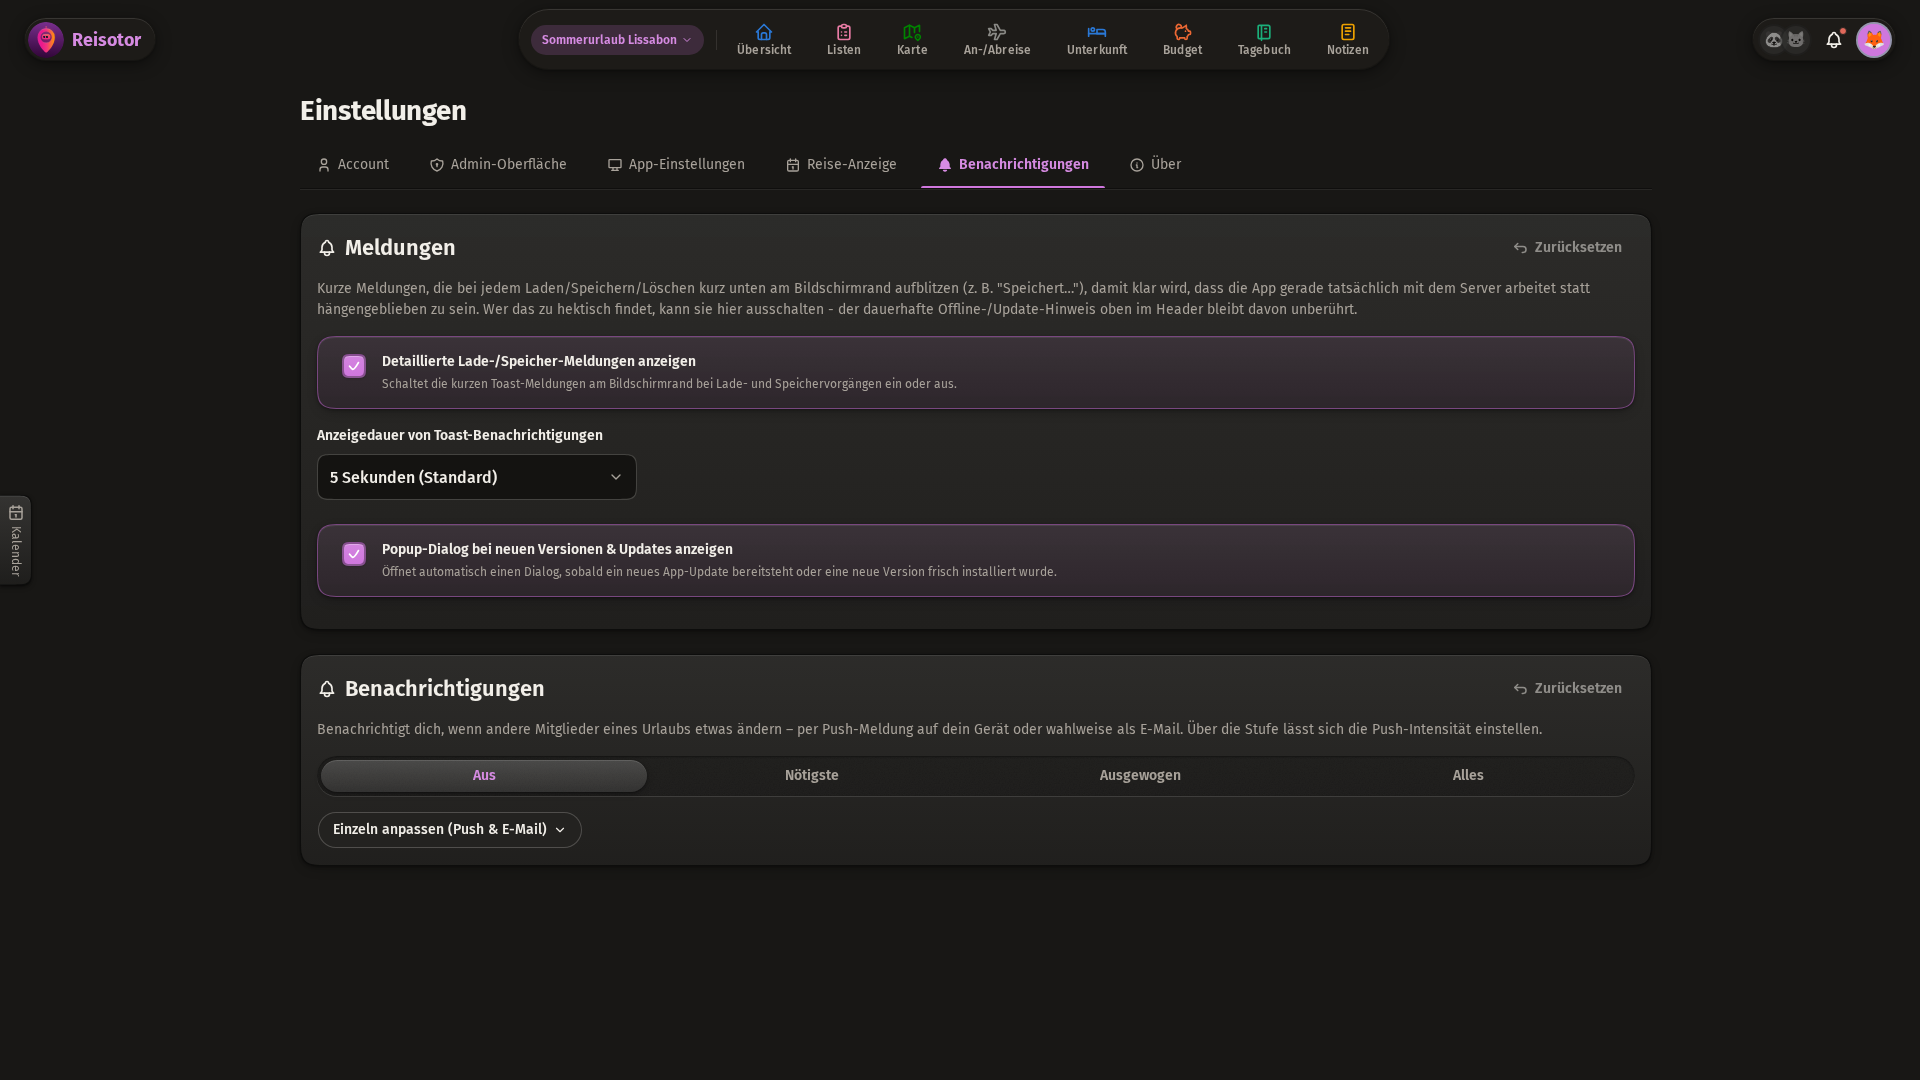 Reisotor
Sommerurlaub Lissabon
Übersicht
Listen
Karte
An-/Abreise
Unterkunft
Budget
Tagebuch
Notizen
Einstellungen
Account
Admin-Oberfläche
App-Einstellungen
Reise-Anzeige
Benachrichtigungen
Über
Meldungen
Zurücksetzen
Kurze Meldungen, die bei jedem Laden/Speichern/Löschen kurz unten am Bildschirmrand aufblitzen (z. B. "Speichert…"), damit klar wird, dass die App gerade tatsächlich mit dem Server arbeitet statt
hängengeblieben zu sein. Wer das zu hektisch findet, kann sie hier ausschalten - der dauerhafte Offline-/Update-Hinweis oben im Header bleibt davon unberührt.
Detaillierte Lade-/Speicher-Meldungen anzeigen
Schaltet die kurzen Toast-Meldungen am Bildschirmrand bei Lade- und Speichervorgängen ein oder aus.
Anzeigedauer von Toast-Benachrichtigungen
5 Sekunden (Standard)
Kalender
Popup-Dialog bei neuen Versionen & Updates anzeigen
Öffnet automatisch einen Dialog, sobald ein neues App-Update bereitsteht oder eine neue Version frisch installiert wurde.
Benachrichtigungen
Zurücksetzen
Benachrichtigt dich, wenn andere Mitglieder eines Urlaubs etwas ändern – per Push-Meldung auf dein Gerät oder wahlweise als E-Mail. Über die Stufe lässt sich die Push-Intensität einstellen.
Aus
Nötigste
Ausgewogen
Alles
Einzeln anpassen (Push & E-Mail)